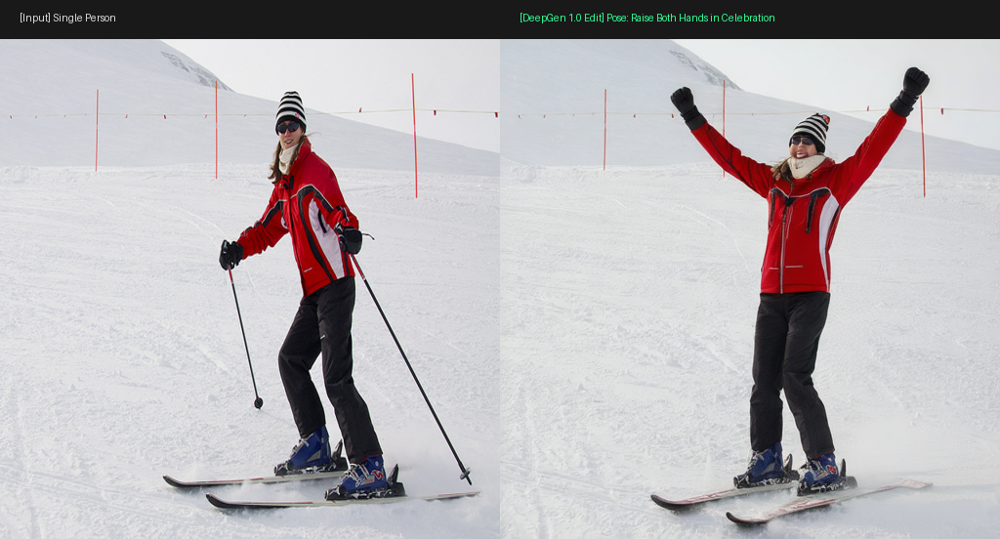 [Input] Single Person
[DeepGen 1.0 Edit] Pose: Raise Both Hands in Celebration